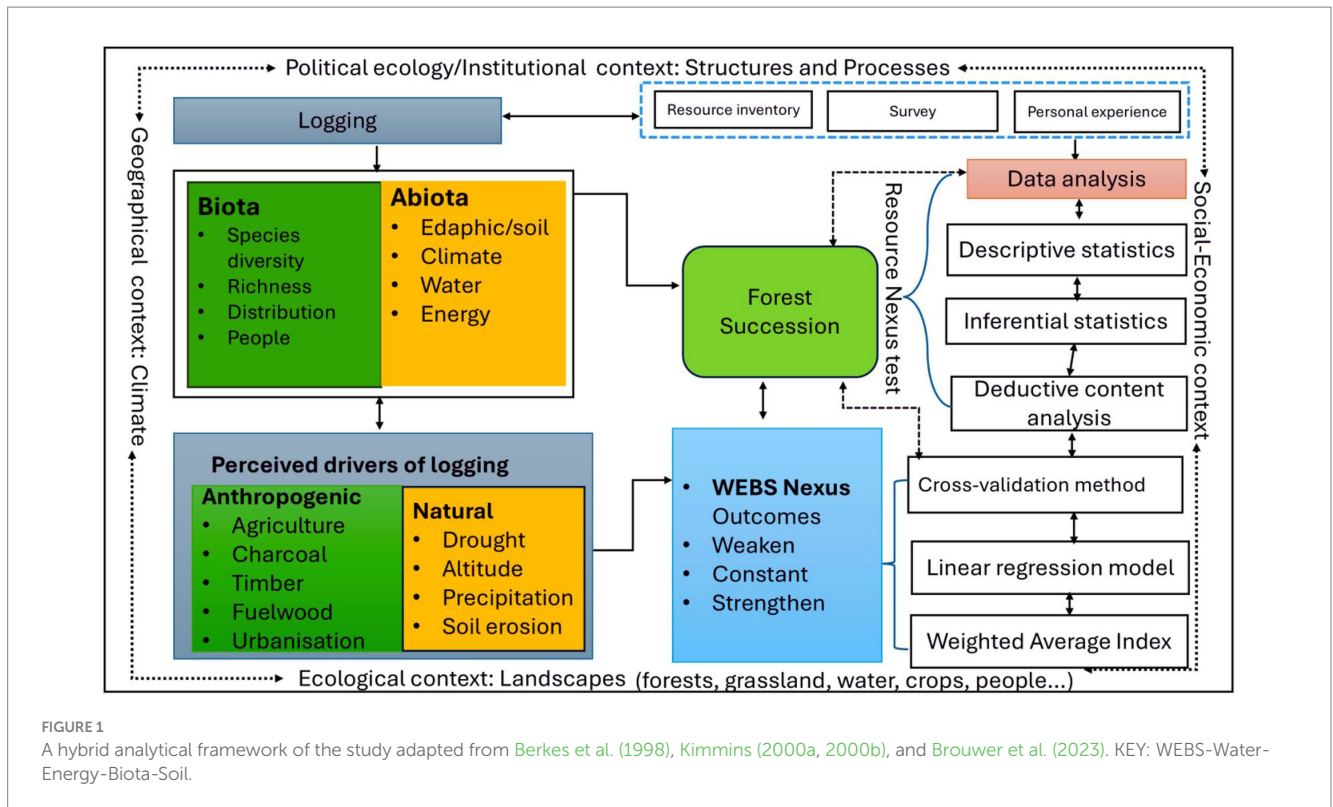 Political ecology/Institutional context: Structures and Processes
Geographical context: Climate
Logging
Resource inventory
Survey
Personal experience
Biota
• Species
diversity
• Richness
• Distribution
• People
Abiota
• Edaphic/soil
• Climate
• Water
• Energy
Forest
Succession
Resource Nexus test
Data analysis
Descriptive statistics
Inferential statistics
Deductive content
analysis
Social-Economic context
Perceived drivers of logging
Anthropogenic
• Agriculture
• Charcoal
• Timber
• Fuelwood
• Urbanisation
Natural
• Drought
• Altitude
• Precipitation
• Soil erosion
• WEBS Nexus
Outcomes
• Weaken
• Constant
• Strengthen
Cross-validation method
Linear regression model
Weighted Average Index
Ecological context: Landscapes (forests, grassland, water, crops, people...)
FIGURE 1
A hybrid analytical framework of the study adapted from Berkes et al. (1998), Kimmins (2000a, 2000b), and Brouwer et al. (2023). KEY: WEBS-Water-
Energy-Biota-Soil.